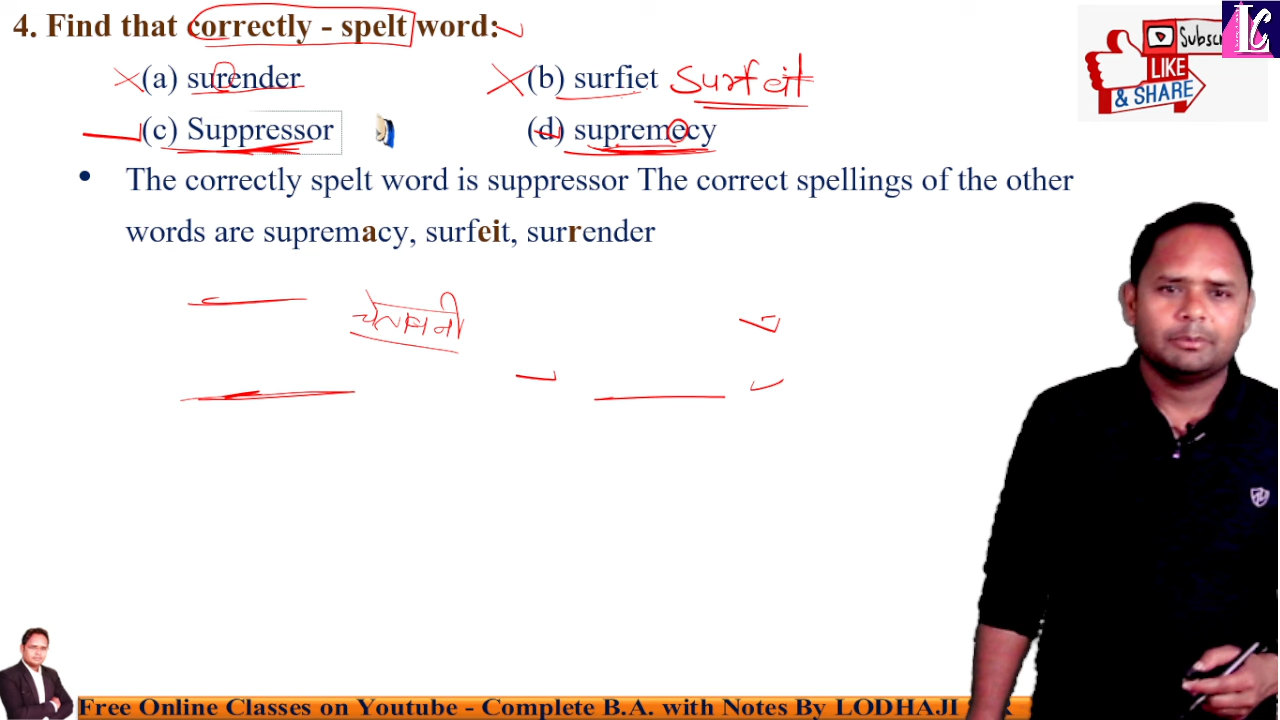 4. Find that correctly - spelt word:
(a) surender (b) surfiet Surfeit
(c) Suppressor (d) supremecy
• The correctly spelt word is suppressor The correct spellings of the other
words are supremacy, surfeit, surrender
Subscr
LIKE
& SHARE
LC
Free Online Classes on Youtube - Complete B.A. with Notes By LODHAJI